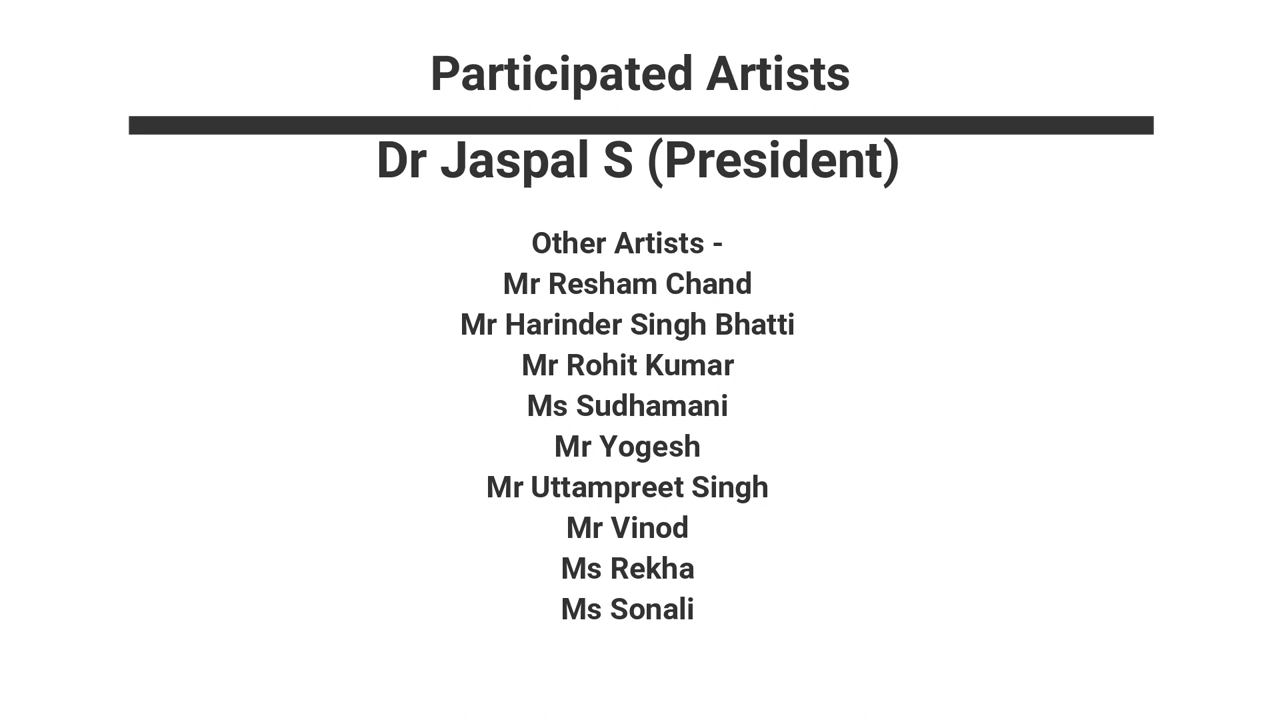 Participated Artists
Dr Jaspal S (President)
Other Artists -
Mr Resham Chand
Mr Harinder Singh Bhatti
Mr Rohit Kumar
Ms Sudhamani
Mr Yogesh
Mr Uttampreet Singh
Mr Vinod
Ms Rekha
Ms Sonali